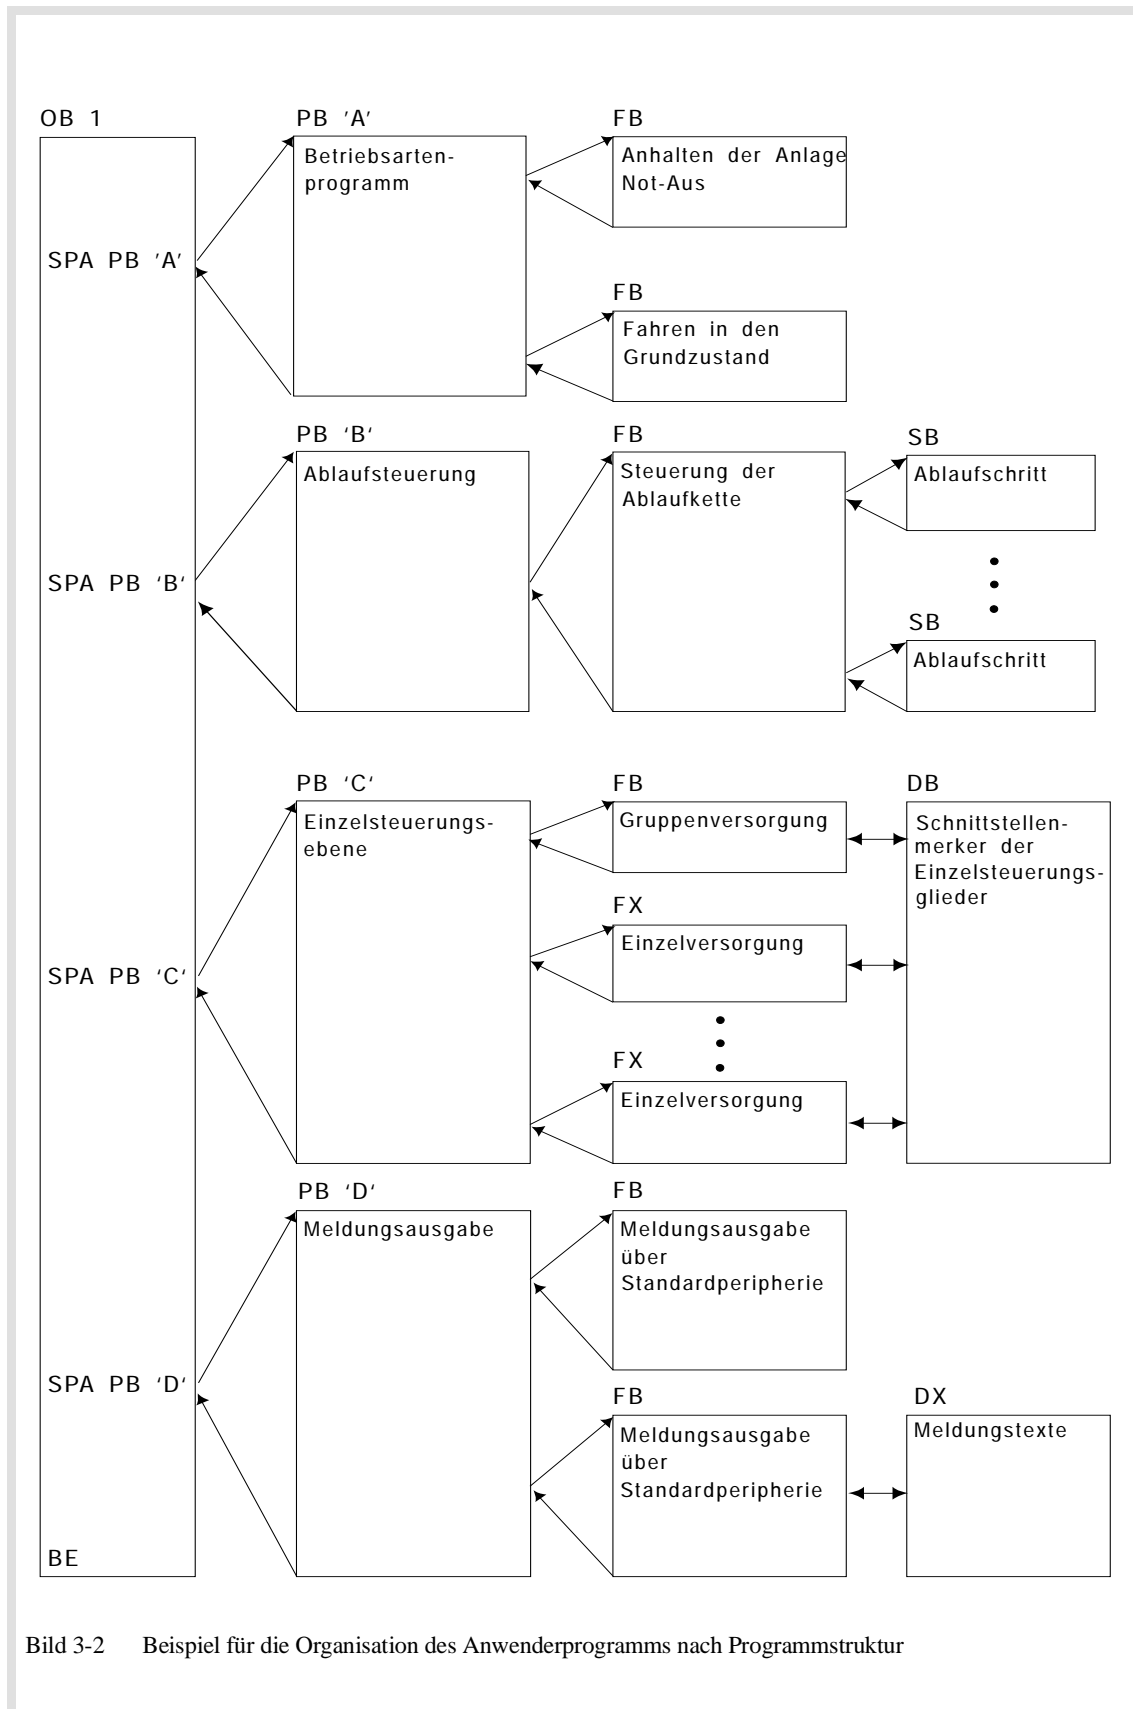 OB 1
PB 'A'
FB
Betriebsarten-
programm
Anhalten der Anlage
Not-Aus
SPA PB 'A'
FB
Fahren in den
Grundzustand
PB ‘B‘
FB
SB
Ablaufsteuerung
Steuerung der
Ablaufkette
Ablaufschritt
SPA PB ‘B‘
SB
Ablaufschritt
PB ‘C‘
FB
DB
Einzelsteuerungs-
ebene
Gruppenversorgung
Schnittstellen-
merker der
Einzelsteuerungs-
glieder
FX
Einzelversorgung
SPA PB ‘C‘
FX
Einzelversorgung
PB ‘D‘
FB
Meldungsausgabe
Meldungsausgabe
über
Standardperipherie
SPA PB ‘D‘
FB
DX
Meldungsausgabe
über
Standardperipherie
Meldungstexte
BE
Bild 3-2 Beispiel für die Organisation des Anwenderprogramms nach Programmstruktur